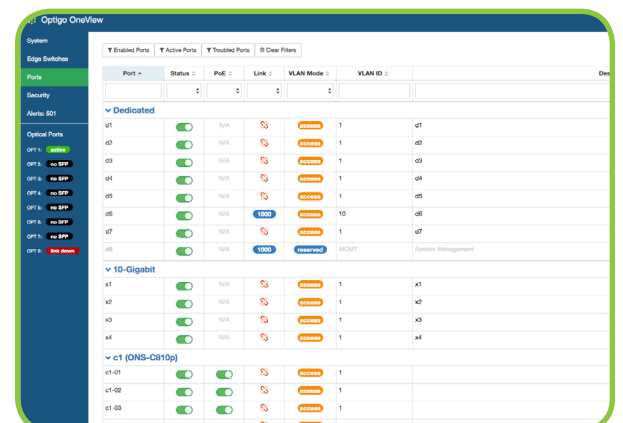 Optigo OneView
System
Edge Switches
Ports
Security
Alerts: 501
Optical Ports
OPT 1: active
OPT 2: no SFP
OPT 3: no SFP
OPT 4: no SFP
OPT 5: no SFP
OPT 6: no SFP
OPT 7: no SFP
OPT 8: link down
Enabled Ports Active Ports Troubled Ports Clear Filters
Port Status PoE Link VLAN Mode VLAN ID Des
Dedicated
d1 N/A access 1 d1
d2 N/A access 1 d2
d3 N/A access 1 d3
d4 N/A access 1 d4
d5 N/A access 1 d5
d6 N/A 1000 access 10 d6
d7 N/A access 1 d7
d8 N/A 1000 reserved MGMT System Management
10-Gigabit
x1 N/A access 1 x1
x2 N/A access 1 x2
x3 N/A access 1 x3
x4 N/A access 1 x4
c1 (ONS-C810p)
c1-01 access 1
c1-02 access 1
c1-03 access 1